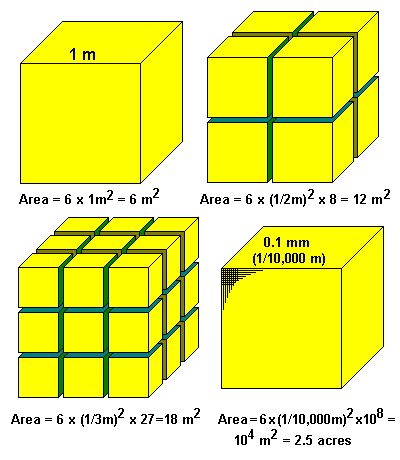 1 m
Area = 6 x 1m² = 6 m²
Area = 6 x (1/2m)² x 8 = 12 m²
Area = 6 x (1/3m)² x 27=18 m²
0.1 mm
(1/10,000 m)
Area=6x(1/10,000m)²x10⁸ =
10⁴ m² = 2.5 acres